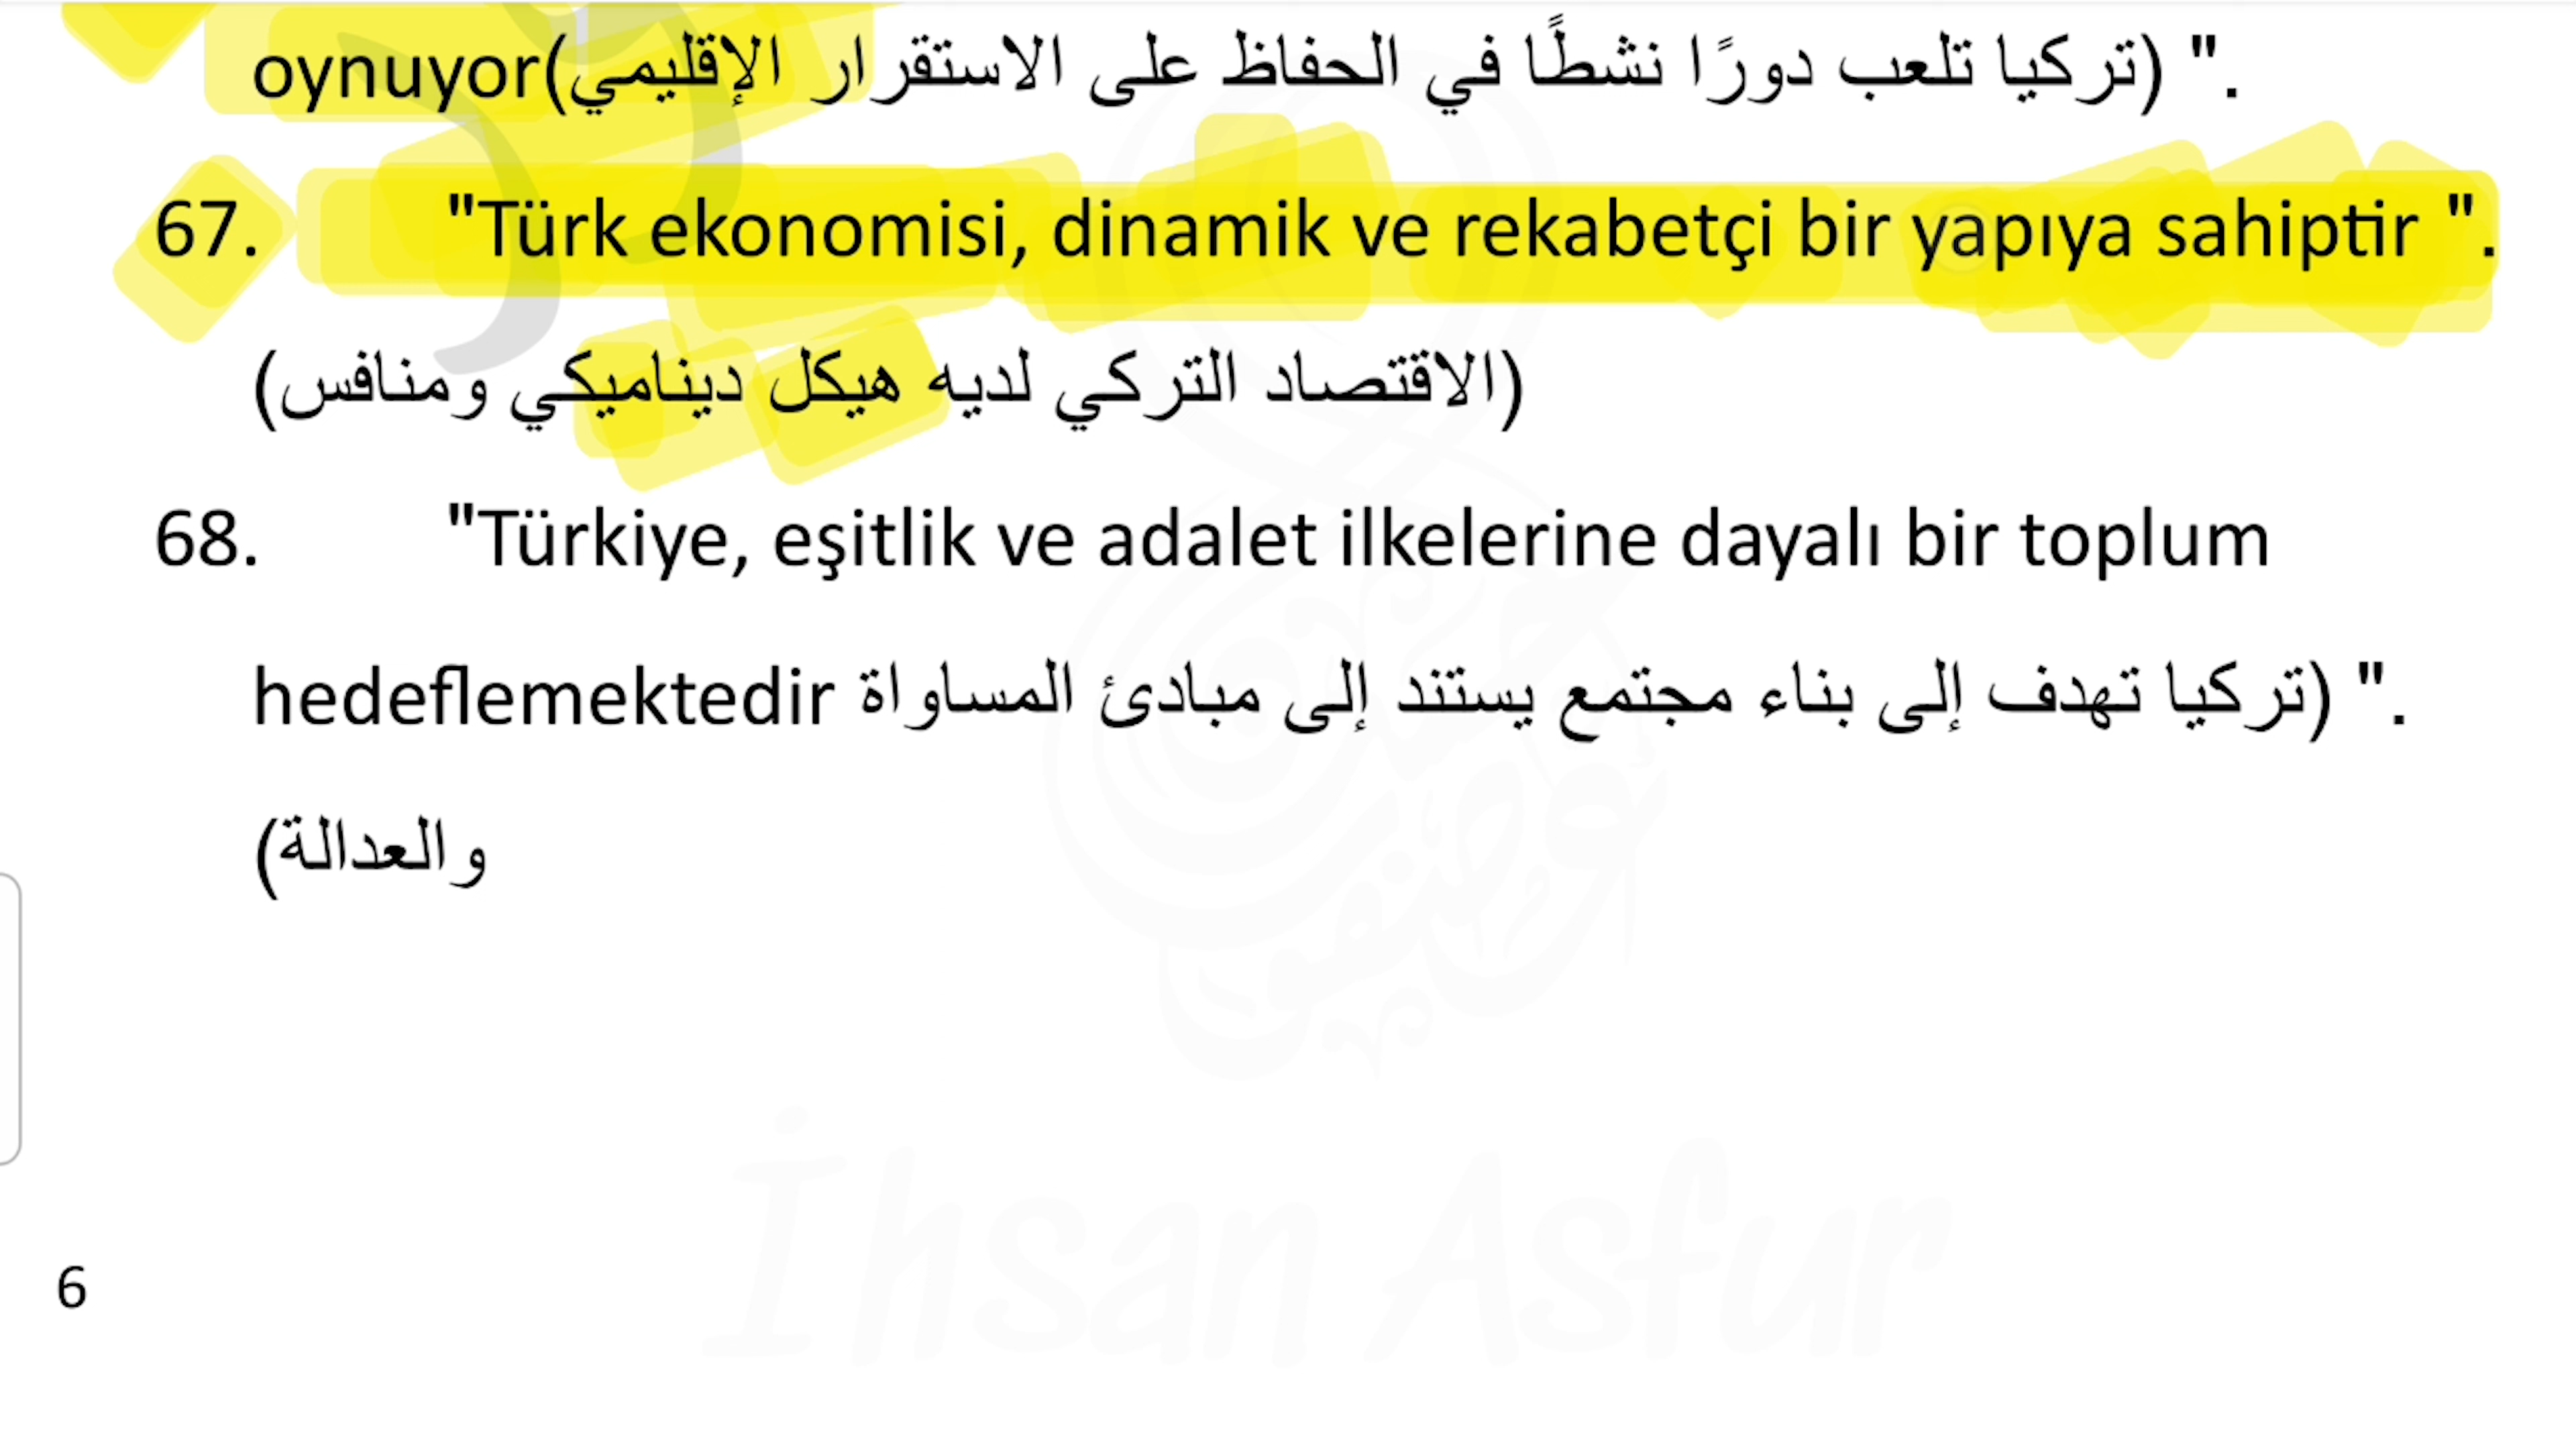 oynuyor(تركيا تلعب دورًا نشطًا في الحفاظ على الاستقرار الإقليمي) ".
67. "Türk ekonomisi, dinamik ve rekabetçi bir yapıya sahiptir ".
(الاقتصاد التركي لديه هيكل ديناميكي ومنافس)
68. "Türkiye, eşitlik ve adalet ilkelerine dayalı bir toplum
hedeflemektedir تركيا تهدف إلى بناء مجتمع يستند إلى مبادئ المساواة) ".
والعدالة)
İhsan Asfur
6